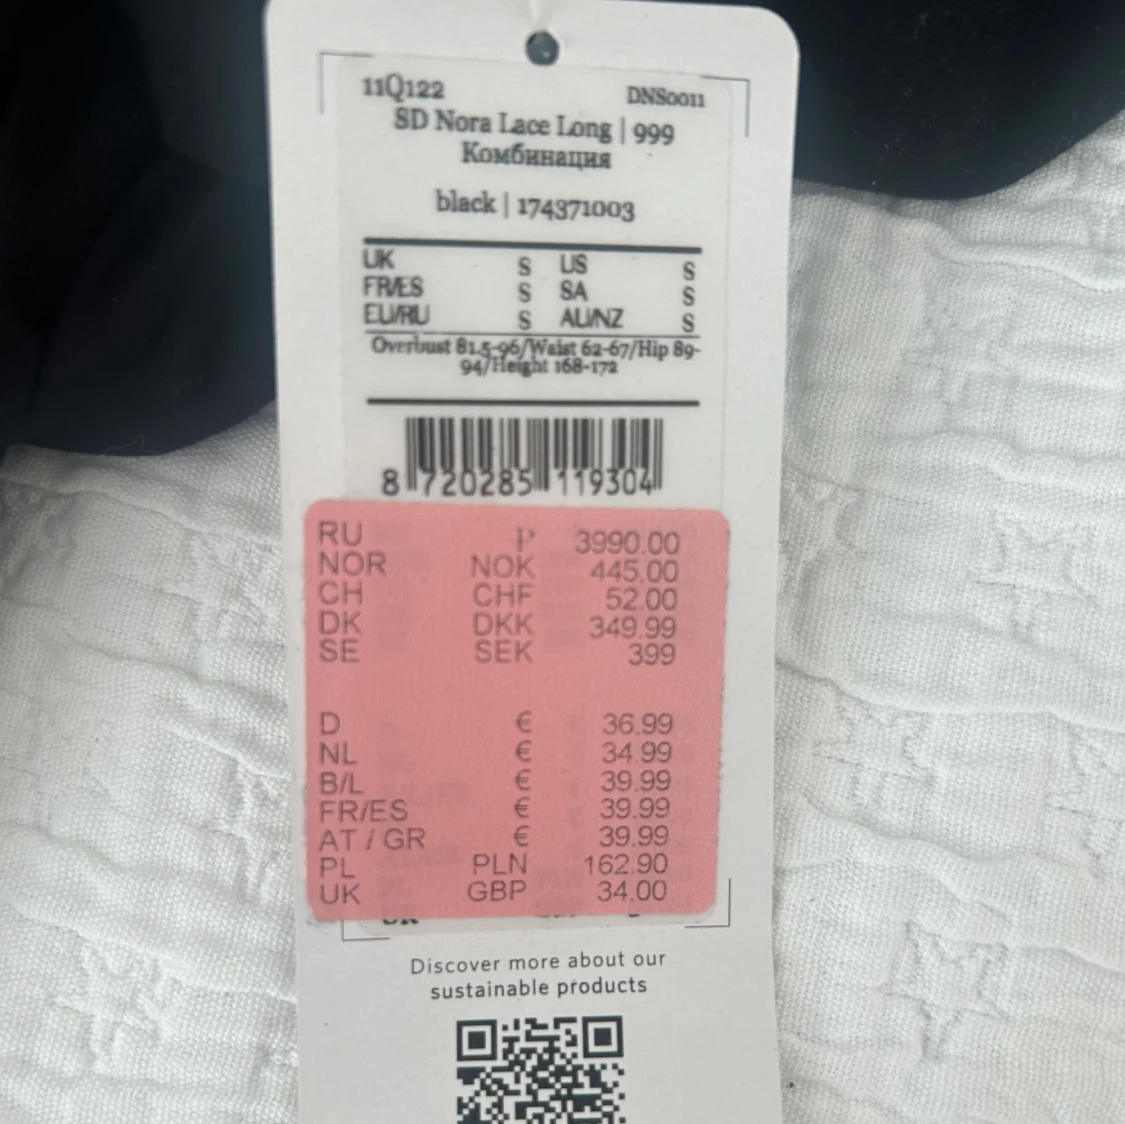 11Q122 DNS0011
SD Nora Lace Long | 999
Комбинация
black | 174371003
UK S US S
FR/ES S SA S
EU/RU S AU/NZ S
Overbust 81.5-96/Waist 62-67/Hip 89-
94/Height 168-172
8 720285 119304
RU P 3990.00
NOR NOK 445.00
CH CHF 52.00
DK DKK 349.99
SE SEK 399
D € 36.99
NL € 34.99
B/L € 39.99
FR/ES € 39.99
AT / GR € 39.99
PL PLN 162.90
UK GBP 34.00
Discover more about our
sustainable products